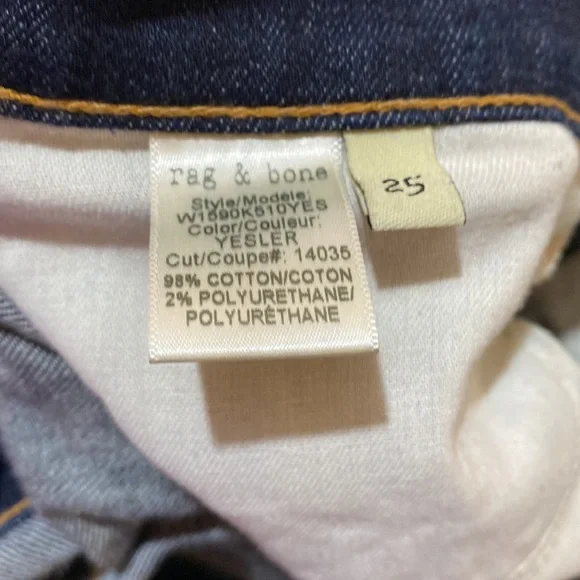 rag & bone
Style/Modele:
W1590K510YES
Color/Couleur:
YESLER
Cut/Coupe#: 14035
98% COTTON/COTON
2% POLYURETHANE/
POLYURÉTHANE
25